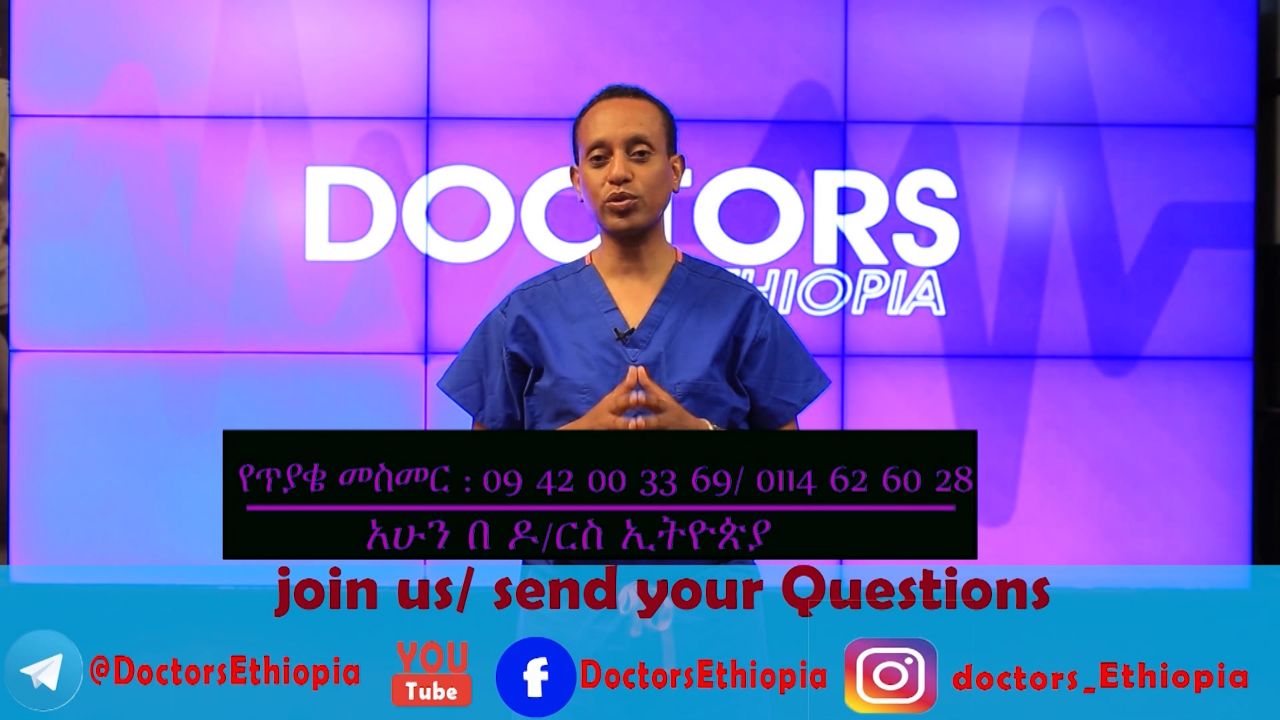 DOCTORS
ETHIOPIA
የጥያቄ መስመር : 09 42 00 33 69/ 0114 62 60 28
አሁን በ ዶ/ርስ ኢትዮጵያ
join us/ send your Questions
@DoctorsEthiopia YOU Tube f DoctorsEthiopia doctors_Ethiopia